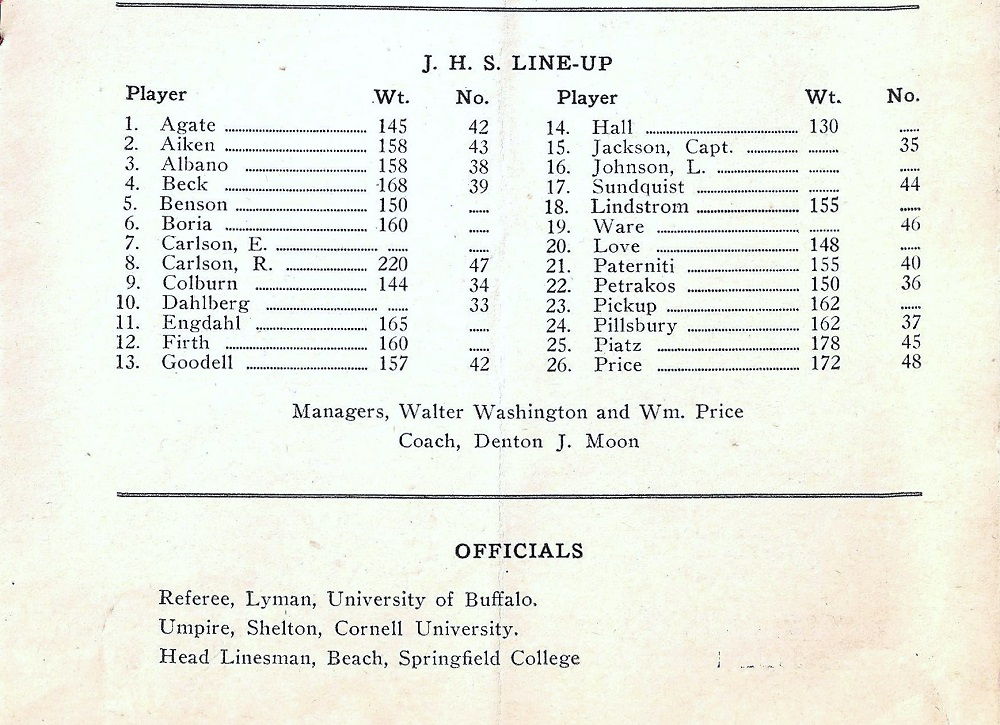 J. H. S. LINE-UP
Player Wt. No. Player Wt. No.
1. Agate ........ 145 42 14. Hall ........ 130 ......
2. Aiken ........ 158 43 15. Jackson, Capt. ........ ........ 35
3. Albano ........ 158 38 16. Johnson, L. ........ ........ ......
4. Beck ........ 168 39 17. Sundquist ........ ........ 44
5. Benson ........ 150 ...... 18. Lindstrom ........ 155 ......
6. Boria ........ 160 ...... 19. Ware ........ ........ 46
7. Carlson, E. ........ ...... ...... 20. Love ........ 148 ......
8. Carlson, R. ........ 220 47 21. Paterniti ........ 155 40
9. Colburn ........ 144 34 22. Petrakos ........ 150 36
10. Dahlberg ........ ...... 33 23. Pickup ........ 162 ......
11. Engdahl ........ 165 ...... 24. Pillsbury ........ 162 37
12. Firth ........ 160 ...... 25. Piatz ........ 178 45
13. Goodell ........ 157 42 26. Price ........ 172 48
Managers, Walter Washington and Wm. Price
Coach, Denton J. Moon
OFFICIALS
Referee, Lyman, University of Buffalo.
Umpire, Shelton, Cornell University.
Head Linesman, Beach, Springfield College